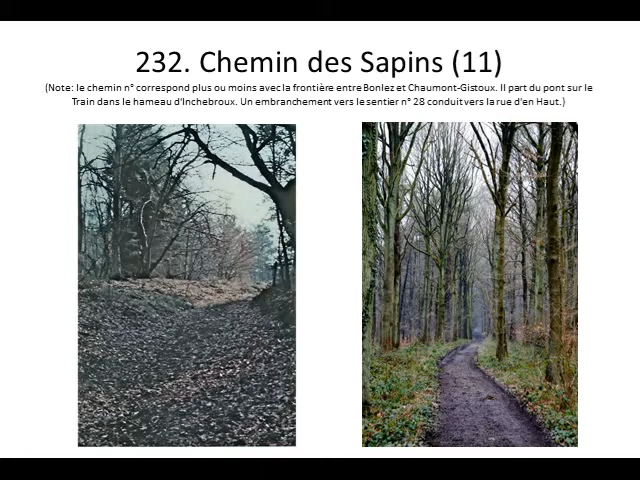 232. Chemin des Sapins (11)
(Note: le chemin n° correspond plus ou moins avec la frontière entre Bonlez et Chaumont-Gistoux. Il part du pont sur le
Train dans le hameau d'Inchebroux. Un embranchement vers le sentier n° 28 conduit vers la rue d'en Haut.)